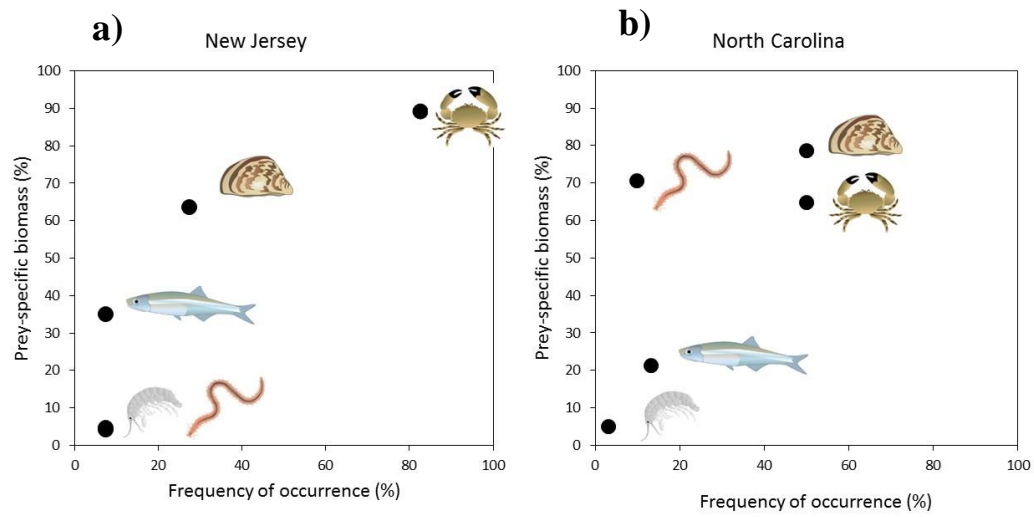 a)
New Jersey
Prey-specific biomass (%)
100
90
80
70
60
50
40
30
20
10
0
0 20 40 60 80 100
Frequency of occurrence (%)
b)
North Carolina
Prey-specific biomass (%)
100
90
80
70
60
50
40
30
20
10
0
0 20 40 60 80 100
Frequency of occurrence (%)